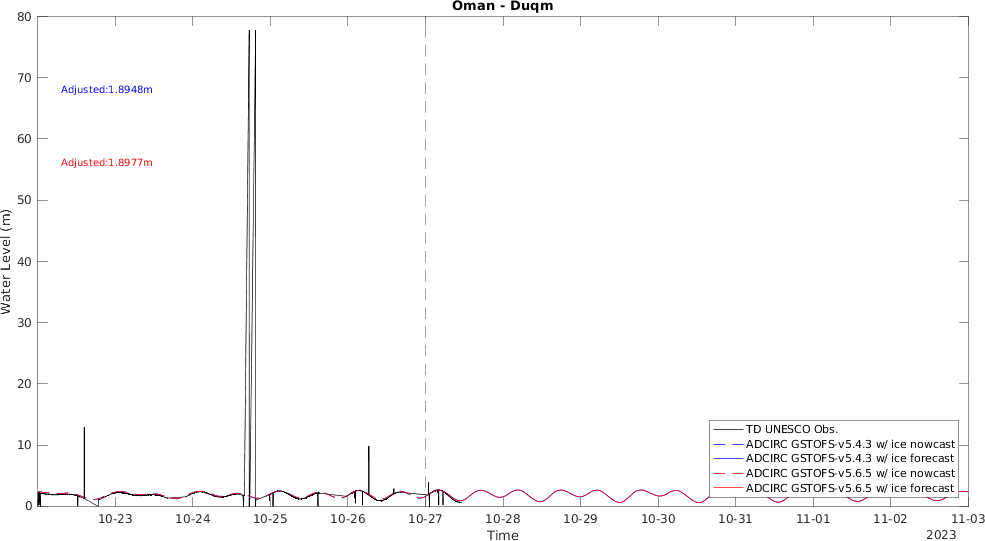 Oman - Duqm
80
70
60
50
40
30
20
10
0
Water Level (m)
Adjusted:1.8948m
Adjusted:1.8977m
TD UNESCO Obs.
ADCIRC GSTOFS-v5.4.3 w/ ice nowcast
ADCIRC GSTOFS-v5.4.3 w/ ice forecast
ADCIRC GSTOFS-v5.6.5 w/ ice nowcast
ADCIRC GSTOFS-v5.6.5 w/ ice forecast
10-23 10-24 10-25 10-26 10-27 10-28 10-29 10-30 10-31 11-01 11-02 11-03
Time
2023